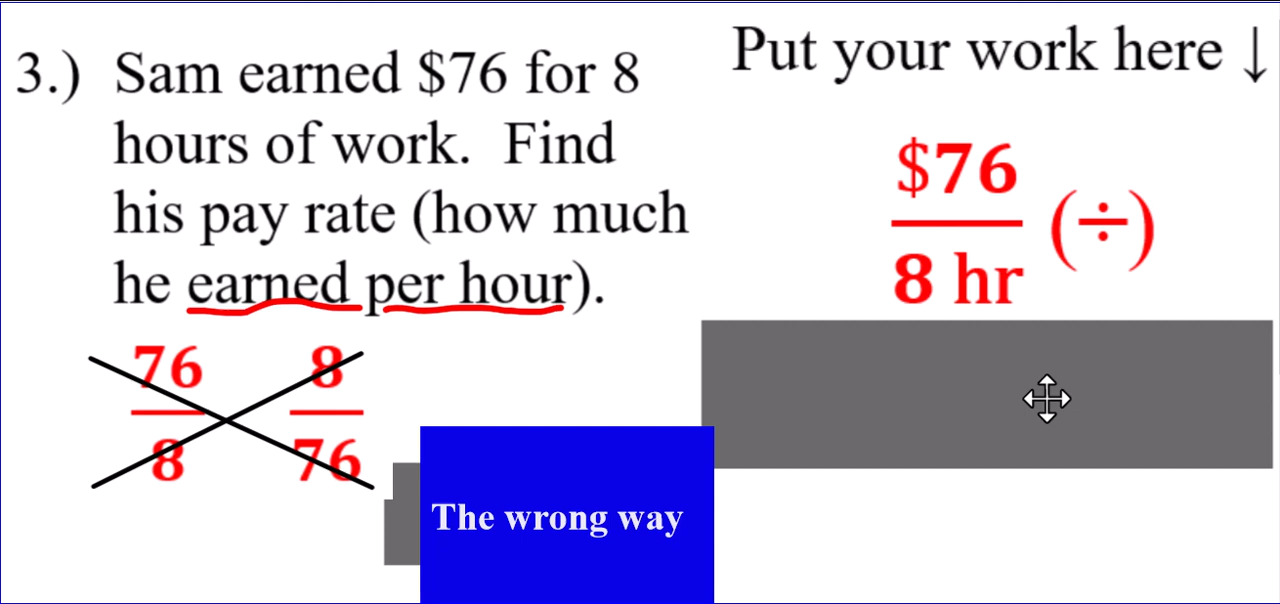 3.) Sam earned $76 for 8
hours of work. Find
his pay rate (how much
he earned per hour).
76 8
8 76
The wrong way
Put your work here ↓
$76
8 hr
(÷)